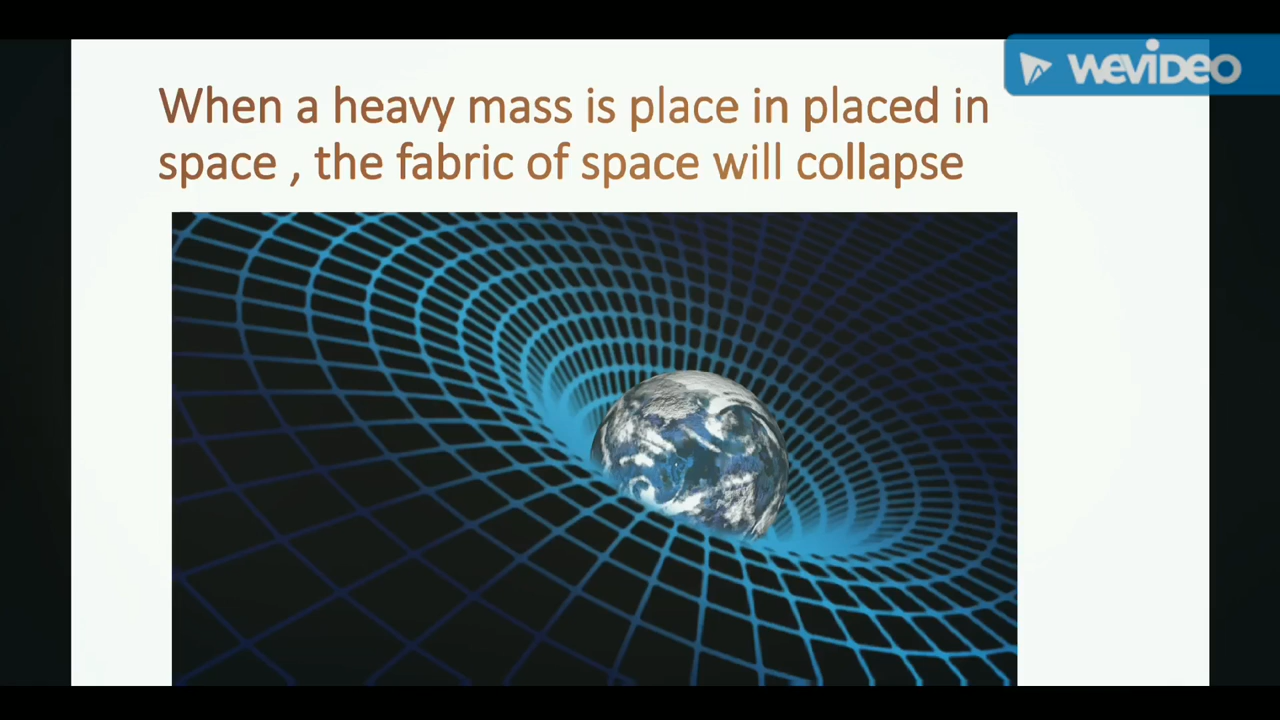 WEVIDEO
When a heavy mass is place in placed in
space , the fabric of space will collapse